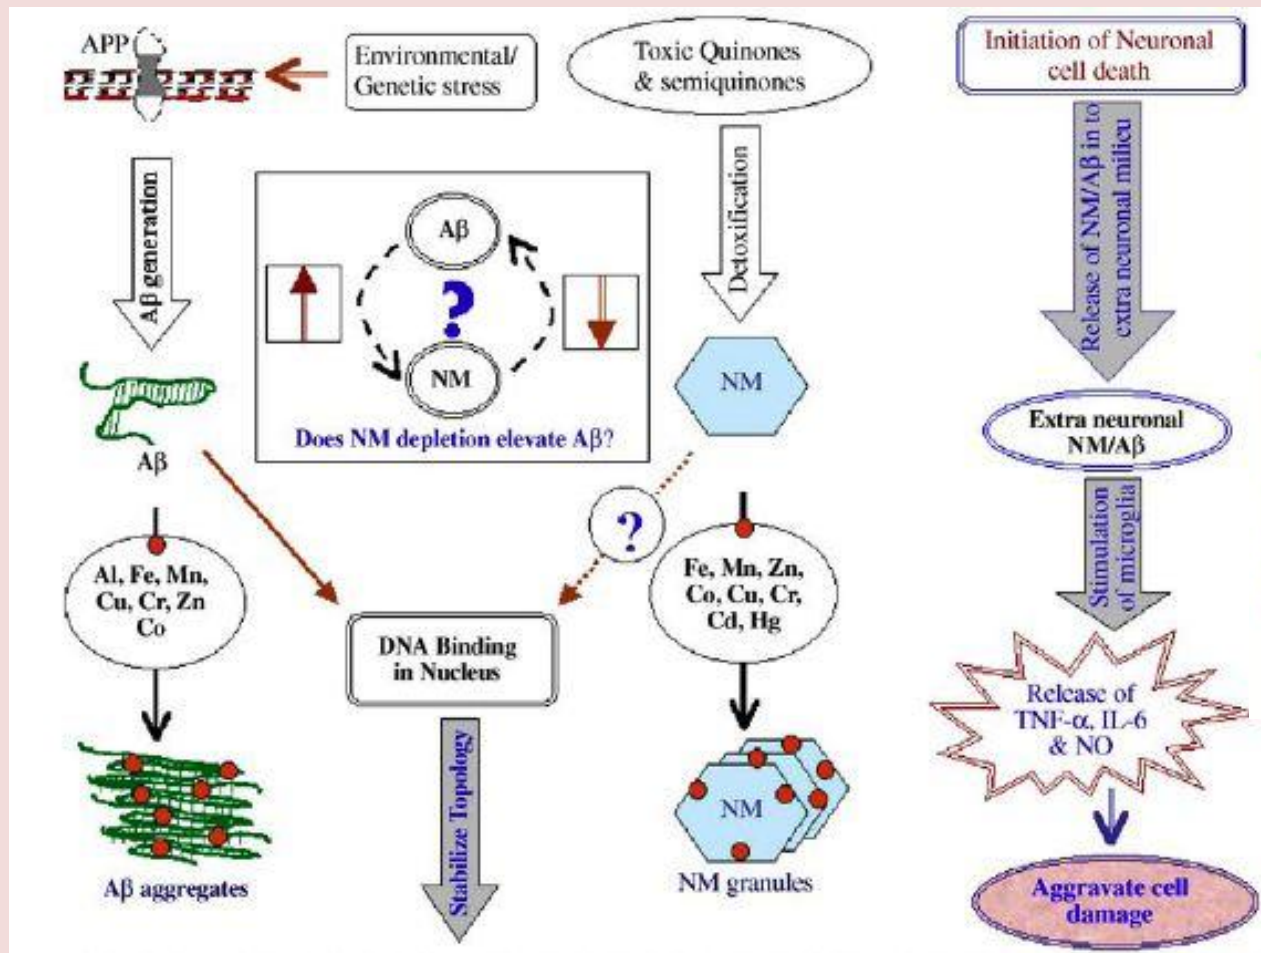 APP
Environmental/
Genetic stress
Toxic Quinones
& semiquinones
Initiation of Neuronal
cell death
Aβ generation
Aβ
?
NM
Does NM depletion elevate Aβ?
Detoxification
Release of NM/Aβ in to
extra neuronal milieu
Aβ
NM
Extra neuronal
NM/Aβ
?
Al, Fe, Mn,
Cu, Cr, Zn
Co
DNA Binding
in Nucleus
Fe, Mn, Zn,
Co, Cu, Cr,
Cd, Hg
Stimulation
of microglia
Release of
TNF-α, IL-6
& NO
Aβ aggregates
Stabilize Topology
NM
NM granules
Aggravate cell
damage